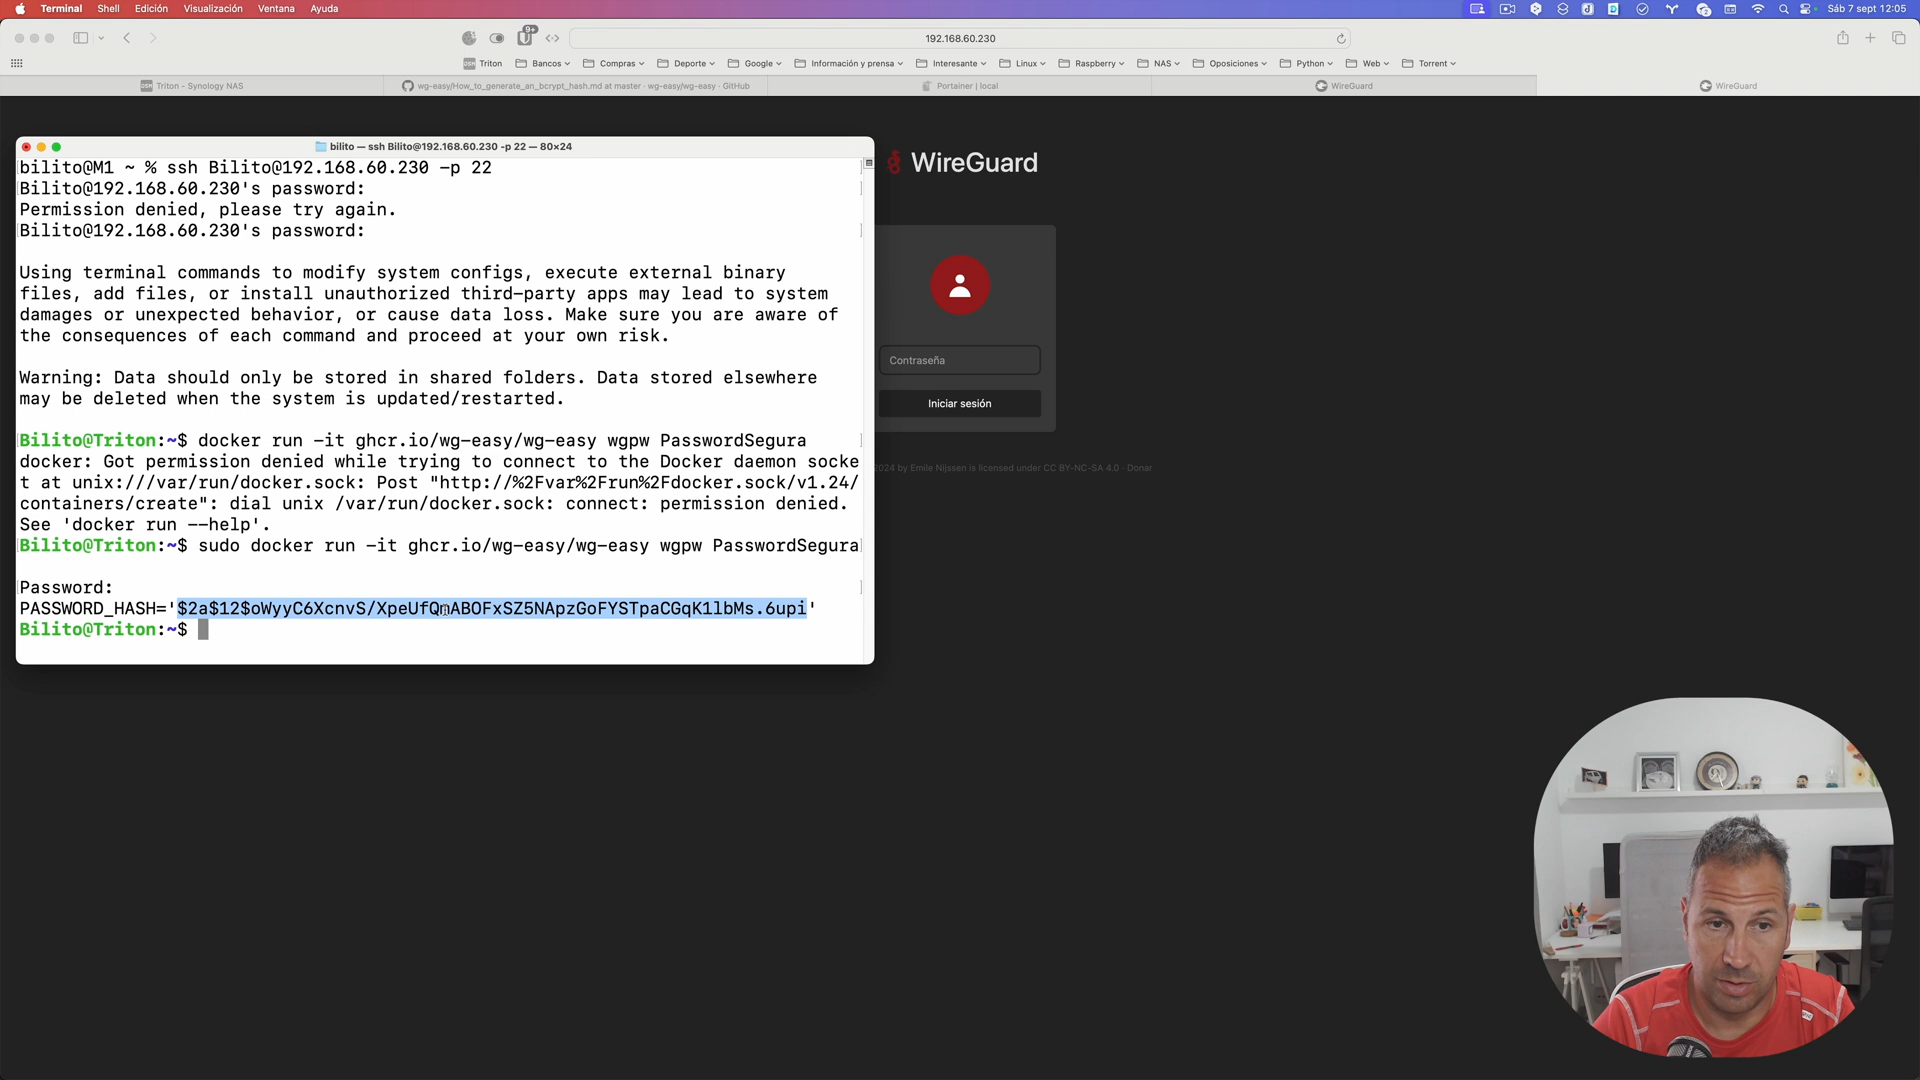 Terminal Shell Edición Visualización Ventana Ayuda
Sáb 7 sept 12:05
192.168.60.230
Triton Bancos Compras Deporte Google Información y prensa Interesante Linux Raspberry NAS Oposiciones Python Web Torrent
Triton - Synology NAS
wg-easy/How_to_generate_an_bcrypt_hash.md at master · wg-easy/wg-easy · GitHub
Portainer | local
WireGuard
WireGuard
bilito — ssh Bilito@192.168.60.230 -p 22 — 80×24
bilito@M1 ~ % ssh Bilito@192.168.60.230 -p 22
Bilito@192.168.60.230's password:
Permission denied, please try again.
Bilito@192.168.60.230's password:
Using terminal commands to modify system configs, execute external binary
files, add files, or install unauthorized third-party apps may lead to system
damages or unexpected behavior, or cause data loss. Make sure you are aware of
the consequences of each command and proceed at your own risk.
Warning: Data should only be stored in shared folders. Data stored elsewhere
may be deleted when the system is updated/restarted.
Bilito@Triton:~$ docker run -it ghcr.io/wg-easy/wg-easy wgpw PasswordSegura
docker: Got permission denied while trying to connect to the Docker daemon socke
t at unix:///var/run/docker.sock: Post "http://%2Fvar%2Frun%2Fdocker.sock/v1.24/
containers/create": dial unix /var/run/docker.sock: connect: permission denied.
See 'docker run --help'.
Bilito@Triton:~$ sudo docker run -it ghcr.io/wg-easy/wg-easy wgpw PasswordSegura
Password:
PASSWORD_HASH='$2a$12$oWyyC6XcnvS/XpeUfQnABOFxSZ5NApzGoFYSTpaCGqK1lbMs.6upi'
Bilito@Triton:~$
WireGuard
Contraseña
Iniciar sesión
2024 by Emile Nijssen is licensed under CC BY-NC-SA 4.0 · Donar